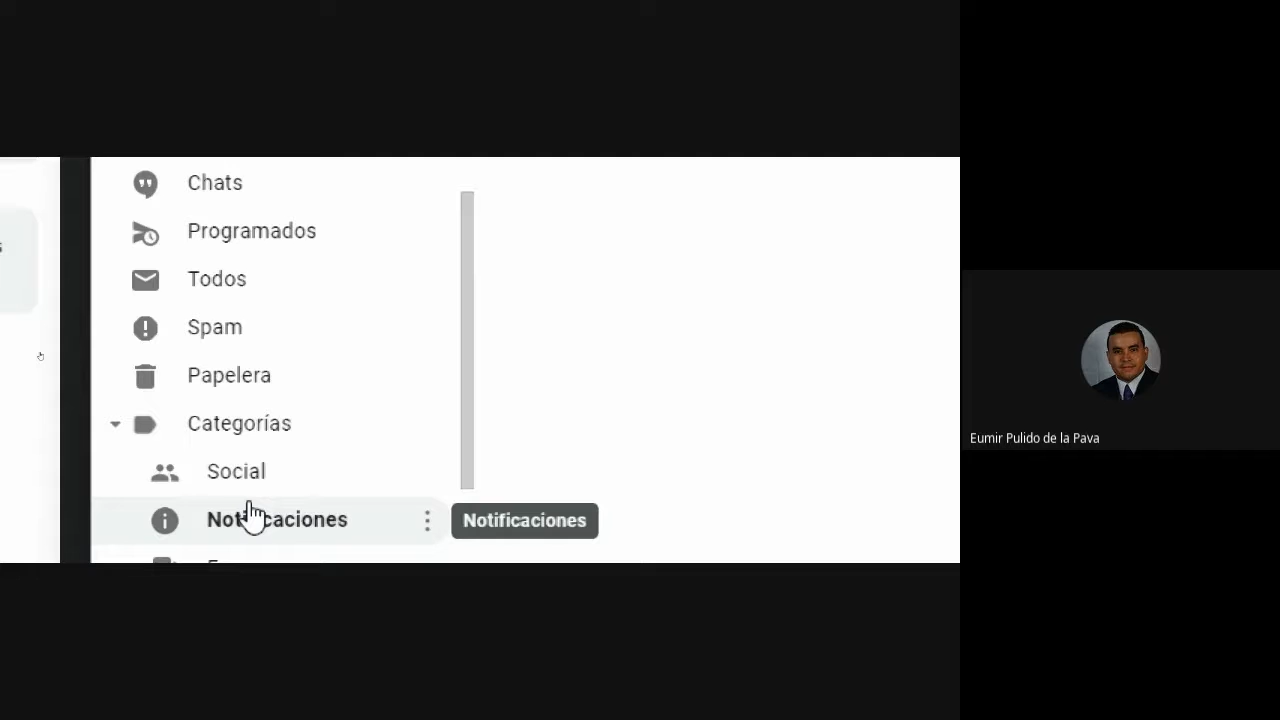 Chats
Programados
Todos
Spam
Papelera
Categorías
Social
Notificaciones
Notificaciones
Eumir Pulido de la Pava